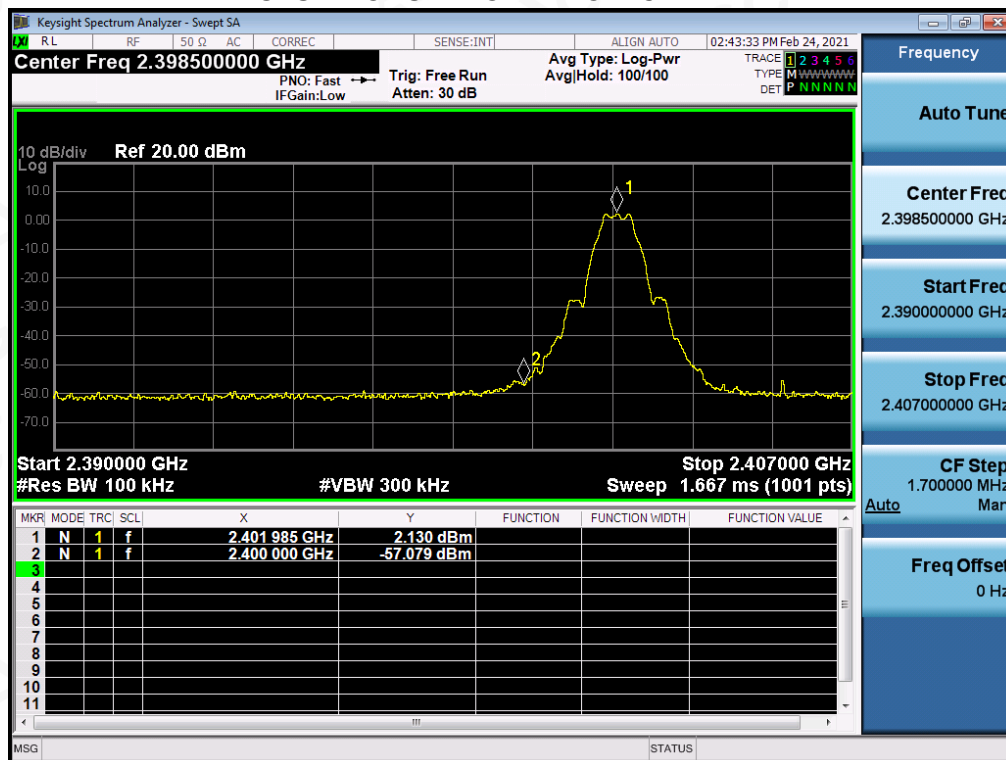 Keysight Spectrum Analyzer - Swept SA
LXI RL RF 50 Ω AC CORREC SENSE:INT ALIGN AUTO 02:43:33 PM Feb 24, 2021
Center Freq 2.398500000 GHz
PNO: Fast
IFGain:Low
Trig: Free Run
Atten: 30 dB
Avg Type: Log-Pwr
Avg|Hold: 100/100
TRACE 1 2 3 4 5 6
TYPE M WWWWW
DET P N N N N N
10 dB/div Ref 20.00 dBm
Log
10.0
0.00
-10.0
-20.0
-30.0
-40.0
-50.0
-60.0
-70.0
1
2
Start 2.390000 GHz Stop 2.407000 GHz
#Res BW 100 kHz #VBW 300 kHz Sweep 1.667 ms (1001 pts)
MKR MODE TRC SCL X Y FUNCTION FUNCTION WIDTH FUNCTION VALUE
1 N 1 f 2.401 985 GHz 2.130 dBm
2 N 1 f 2.400 000 GHz -57.079 dBm
3
4
5
6
7
8
9
10
11
MSG STATUS
Frequency
Auto Tune
Center Freq
2.398500000 GHz
Start Freq
2.390000000 GHz
Stop Freq
2.407000000 GHz
CF Step
1.700000 MHz
Auto Man
Freq Offset
0 Hz